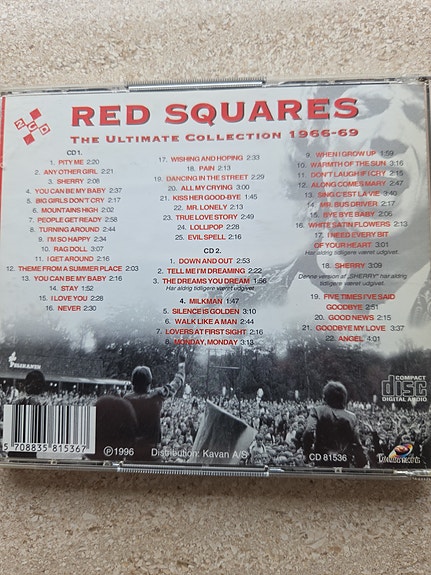 2 CD
RED SQUARES
THE ULTIMATE COLLECTION 1966-69
CD 1.
1. PITY ME 2:20
2. ANY OTHER GIRL 2:21
3. SHERRY 2:08
4. YOU CAN BE MY BABY 2:37
5. BIG GIRLS DON'T CRY 2:17
6. MOUNTAINS HIGH 2:02
7. PEOPLE GET READY 2:58
8. TURNING AROUND 2:44
9. I'M SO HAPPY 2:34
10. RAG DOLL 3:07
11. I GET AROUND 2:16
12. THEME FROM A SUMMER PLACE 2:03
13. YOU CAN BE MY BABY 2:16
14. STAY 1:52
15. I LOVE YOU 2:28
16. NEVER 2:30
17. WISHING AND HOPING 2:33
18. PAIN 2:13
19. DANCING IN THE STREET 2:29
20. ALL MY CRYING 3:00
21. KISS HER GOOD-BYE 1:45
22. MR. LONELY 2:13
23. TRUE LOVE STORY 2:49
24. LOLLIPOP 2:28
25. EVIL SPELL 2:16
CD 2.
1. DOWN AND OUT 2:53
2. TELL ME I'M DREAMING 2:22
3. THE DREAMS YOU DREAM 1:56
Har aldrig tidligere været udgivet.
4. MILKMAN 1:47
5. SILENCE IS GOLDEN 3:10
6. WALK LIKE A MAN 2:44
7. LOVERS AT FIRST SIGHT 2:16
8. MONDAY, MONDAY 3:13
9. WHEN I GROW UP 1:59
10. WARMTH OF THE SUN 3:16
11. DON'T LAUGH IF I CRY 2:15
12. ALONG COMES MARY 2:47
13. SING C'EST LA VIE 3:44
14. MR. BUS DRIVER 2:17
15. BYE BYE BABY 2:06
16. WHITE SATIN FLOWERS 2:13
17. I NEED EVERY BIT
OF YOUR HEART 3:01
Har aldrig tidligere været udgivet.
18. SHERRY 3:09
Denne version af "SHERRY" har aldrig
tidligere været udgivet.
19. FIVE TIMES I'VE SAID
GOODBYE 2:51
20. GOOD NEWS 2:15
21. GOODBYE MY LOVE 3:37
22. ANGEL 4:01
5 708835 815367
℗1996
Distribution: Kavan A/S
CD 81536
COMPACT
disc
DIGITAL AUDIO